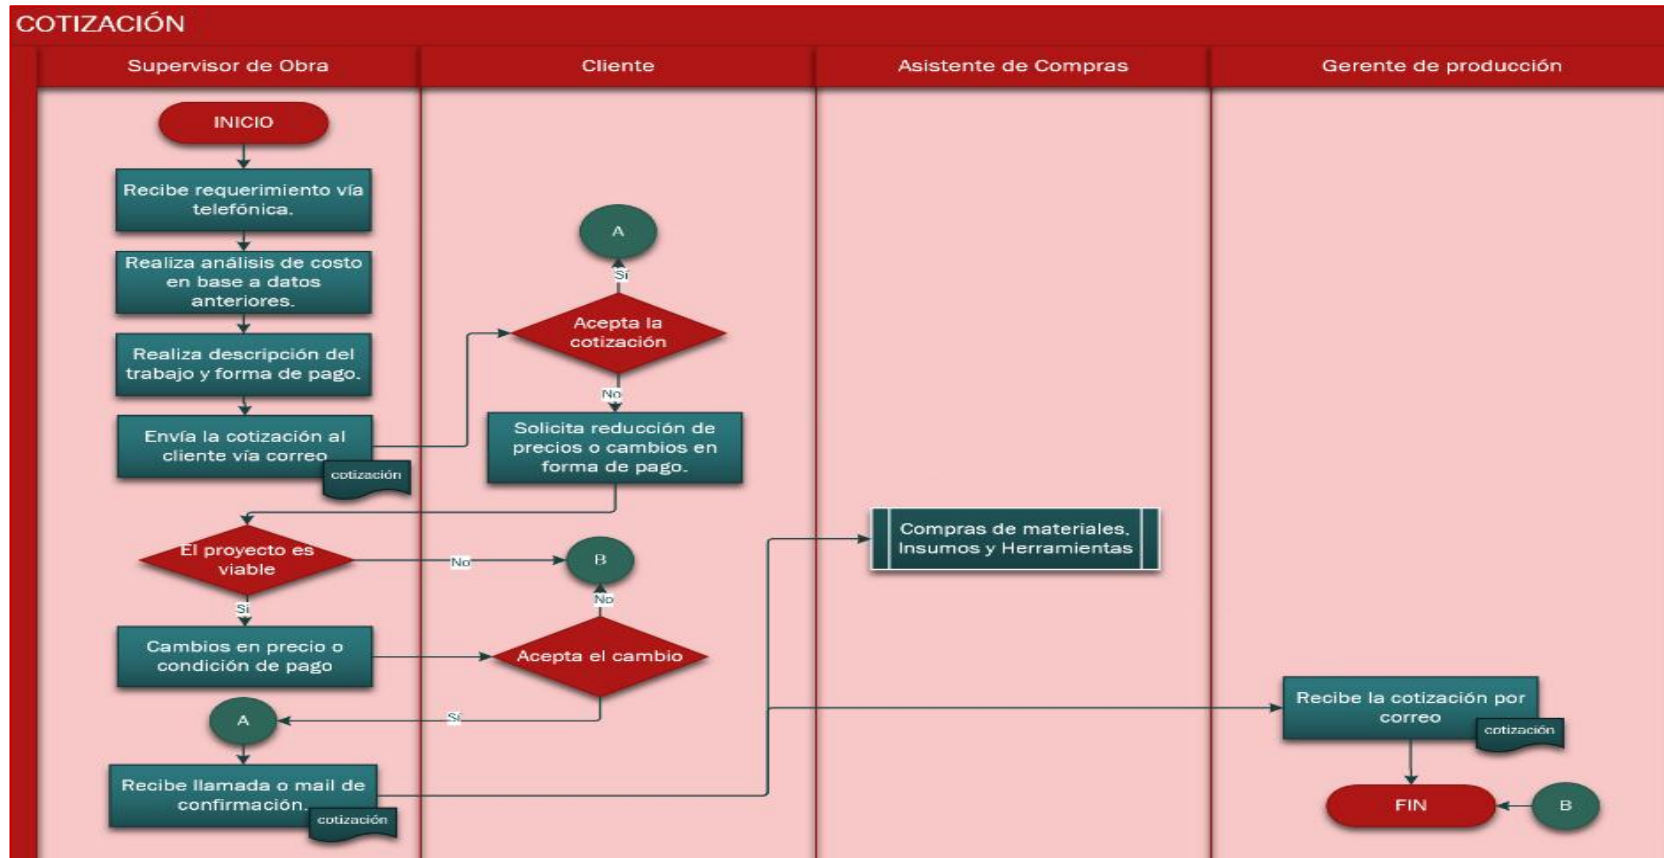 COTIZACIÓN
Supervisor de Obra
Cliente
Asistente de Compras
Gerente de producción
INICIO
Recibe requerimiento vía
telefónica.
Realiza análisis de costo
en base a datos
anteriores.
Realiza descripción del
trabajo y forma de pago.
Envía la cotización al
cliente vía correo
cotización
A
Sí
Acepta la
cotización
No
Solicita reducción de
precios o cambios en
forma de pago.
El proyecto es
viable
No
B
Sí
No
Cambios en precio o
condición de pago
Acepta el cambio
A
Sí
Recibe llamada o mail de
confirmación.
cotización
Compras de materiales,
Insumos y Herramientas
Recibe la cotización por
correo
cotización
FIN
B